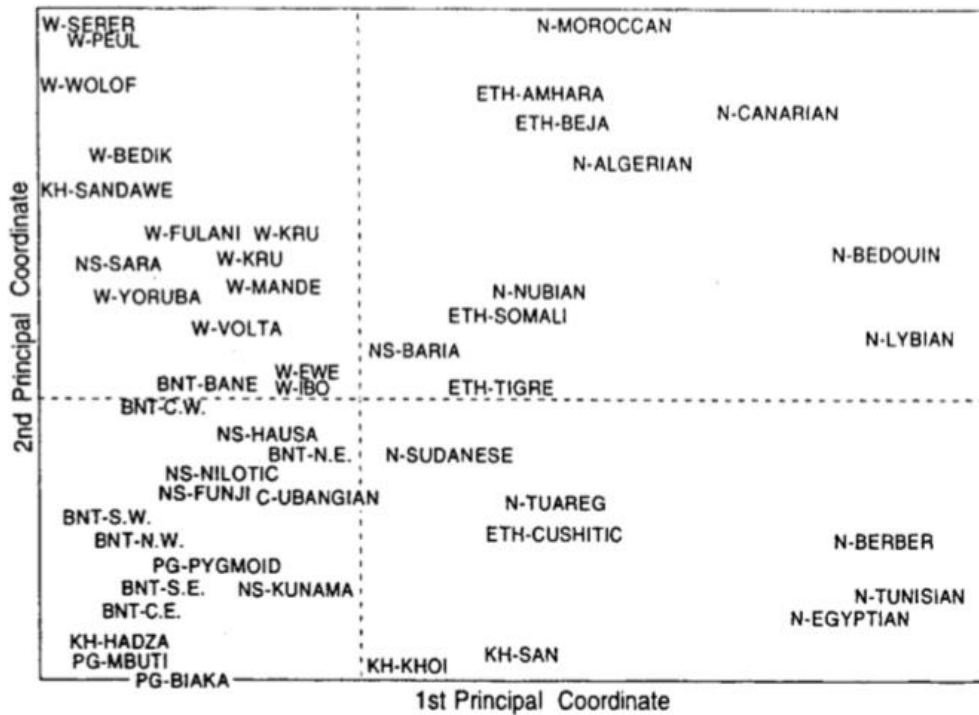 W-SERER
N-MOROCCAN
W-PEUL
W-WOLOF
ETH-AMHARA
N-CANARIAN
ETH-BEJA
W-BEDIK
N-ALGERIAN
KH-SANDAWE
W-FULANI W-KRU
NS-SARA
W-KRU
N-BEDOUIN
W-MANDE
W-YORUBA
N-NUBIAN
ETH-SOMALI
W-VOLTA
N-LYBIAN
NS-BARIA
W-EWE
BNT-BANE
W-IBO
ETH-TIGRE
BNT-C.W.
NS-HAUSA
BNT-N.E.
N-SUDANESE
NS-NILOTIC
NS-FUNJI
C-UBANGIAN
N-TUAREG
BNT-S.W.
ETH-CUSHITIC
BNT-N.W.
N-BERBER
PG-PYGMOID
BNT-S.E.
NS-KUNAMA
N-TUNISIAN
BNT-C.E.
N-EGYPTIAN
KH-HADZA
PG-MBUTI
KH-KHOI
KH-SAN
PG-BIAKA
1st Principal Coordinate
2nd Principal Coordinate